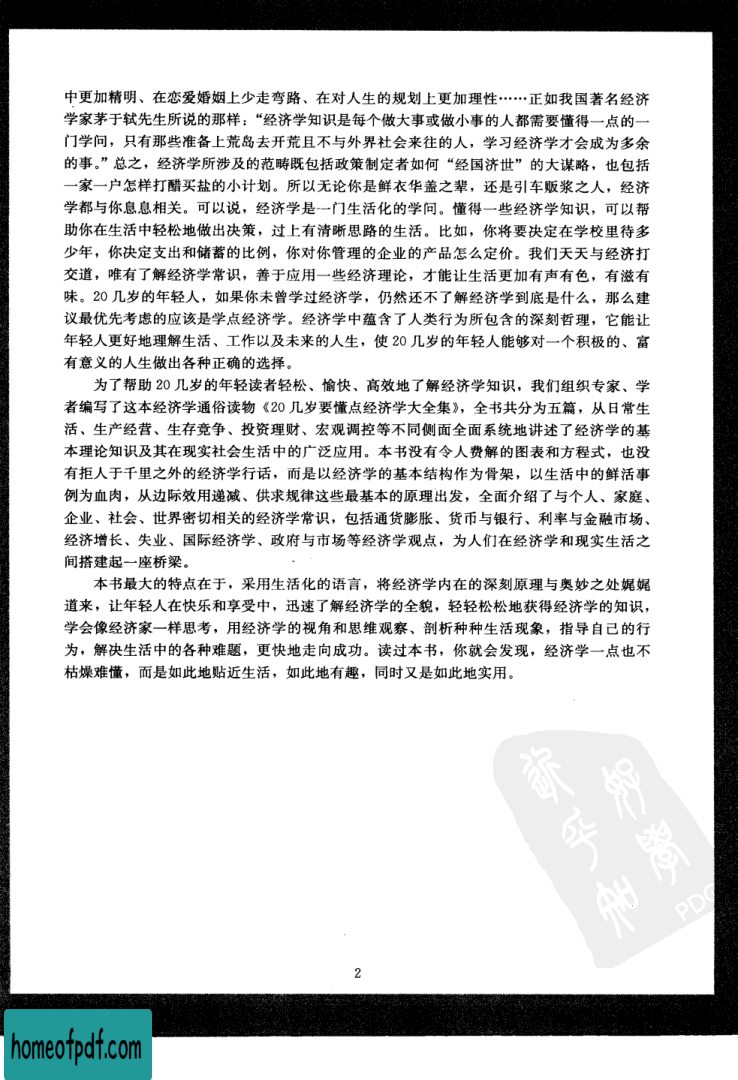 中更加精明、在恋爱婚姻上少走弯路、在对人生的规划上更加理性……正如我国著名经济
学家茅于轼先生所说的那样：“经济学知识是每个做大事或做小事的人都需要懂得一点的一
门学问，只有那些准备上荒岛去开荒且不与外界社会来往的人，学习经济学才会成为多余
的事。”总之，经济学所涉及的范畴既包括政策制定者如何“经国济世”的大谋略，也包括
一家一户怎样打醋买盐的小计划。所以无论你是鲜衣华盖之辈，还是引车贩浆之人，经济
学都与你息息相关。可以说，经济学是一门生活化的学问。懂得一些经济学知识，可以帮
助你在生活中轻松地做出决策，过上有清晰思路的生活。比如，你将要决定在学校里待多
少年，你决定支出和储蓄的比例，你对你管理的企业的产品怎么定价。我们天天与经济打
交道，唯有了解经济学常识，善于应用一些经济理论，才能让生活更加有声有色，有滋有
味。20 几岁的年轻人，如果你未曾学过经济学，仍然还不了解经济学到底是什么，那么建
议最优先考虑的应该是学点经济学。经济学中蕴含了人类行为所包含的深刻哲理，它能让
年轻人更好地理解生活、工作以及未来的人生，使 20 几岁的年轻人能够对一个积极的、富
有意义的人生做出各种正确的选择。
为了帮助 20 几岁的年轻读者轻松、愉快、高效地了解经济学知识，我们组织专家、学
者编写了这本经济学通俗读物《20 几岁要懂点经济学大全集》，全书共分为五篇，从日常生
活、生产经营、生存竞争、投资理财、宏观调控等不同侧面全面系统地讲述了经济学的基
本理论知识及其在现实社会生活中的广泛应用。本书没有令人费解的图表和方程式，也没
有拒人于千里之外的经济学行话，而是以经济学的基本结构作为骨架，以生活中的鲜活事
例为血肉，从边际效用递减、供求规律这些最基本的原理出发，全面介绍了与个人、家庭、
企业、社会、世界密切相关的经济学常识，包括通货膨胀、货币与银行、利率与金融市场、
经济增长、失业、国际经济学、政府与市场等经济学观点，为人们在经济学和现实生活之
间搭建起一座桥梁。
本书最大的特点在于，采用生活化的语言，将经济学内在的深刻原理与奥妙之处娓娓
道来，让年轻人在快乐和享受中，迅速了解经济学的全貌，轻轻松松地获得经济学的知识，
学会像经济家一样思考，用经济学的视角和思维观察、剖析种种生活现象，指导自己的行
为，解决生活中的各种难题，更快地走向成功。读过本书，你就会发现，经济学一点也不
枯燥难懂，而是如此地贴近生活，如此地有趣，同时又是如此地实用。
PDG
2
homeofpdf.com